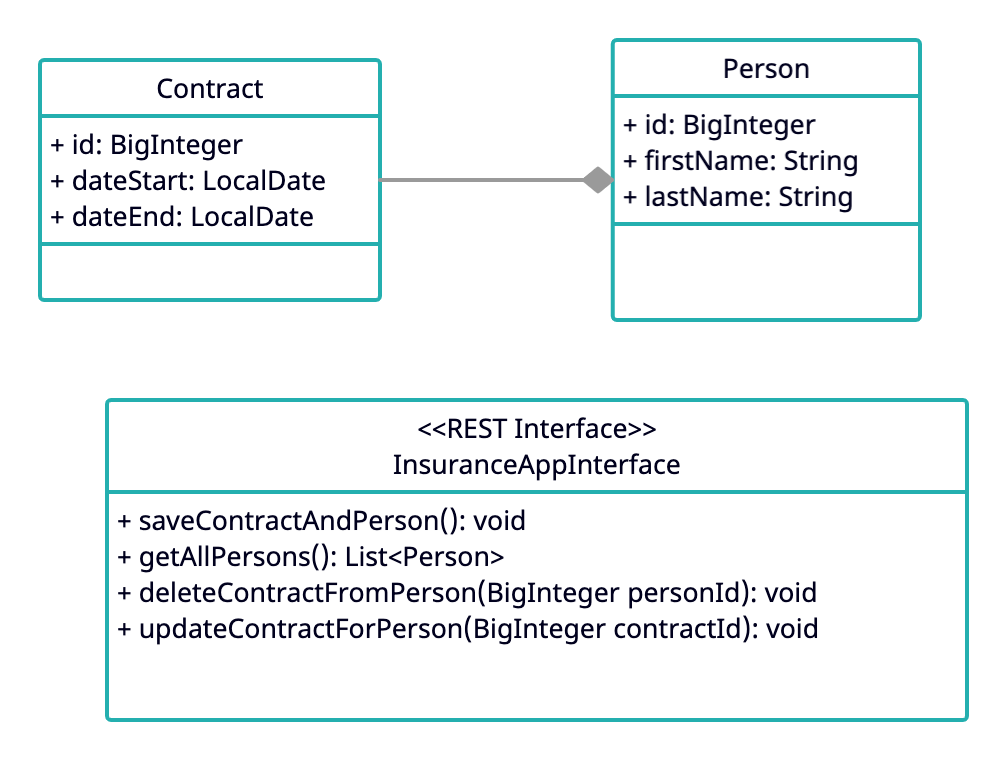 Contract
+ id: BigInteger
+ dateStart: LocalDate
+ dateEnd: LocalDate
Person
+ id: BigInteger
+ firstName: String
+ lastName: String
<<REST Interface>>
InsuranceAppInterface
+ saveContractAndPerson(): void
+ getAllPersons(): List<Person>
+ deleteContractFromPerson(BigInteger personId): void
+ updateContractForPerson(BigInteger contractId): void